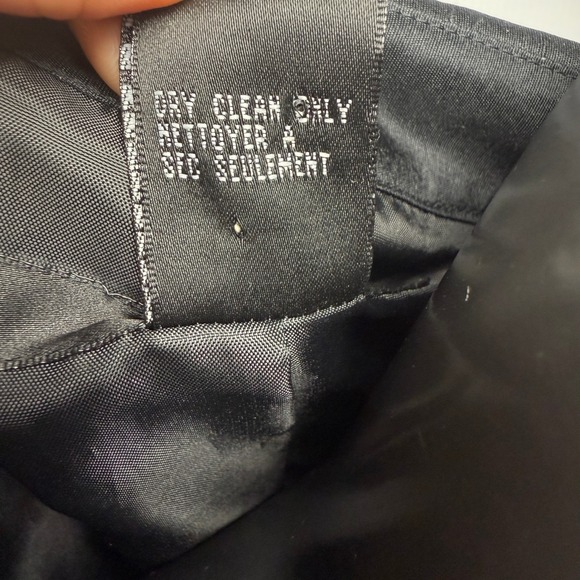 DRY CLEAN ONLY
NETTOYER A
SEC SEULEMENT